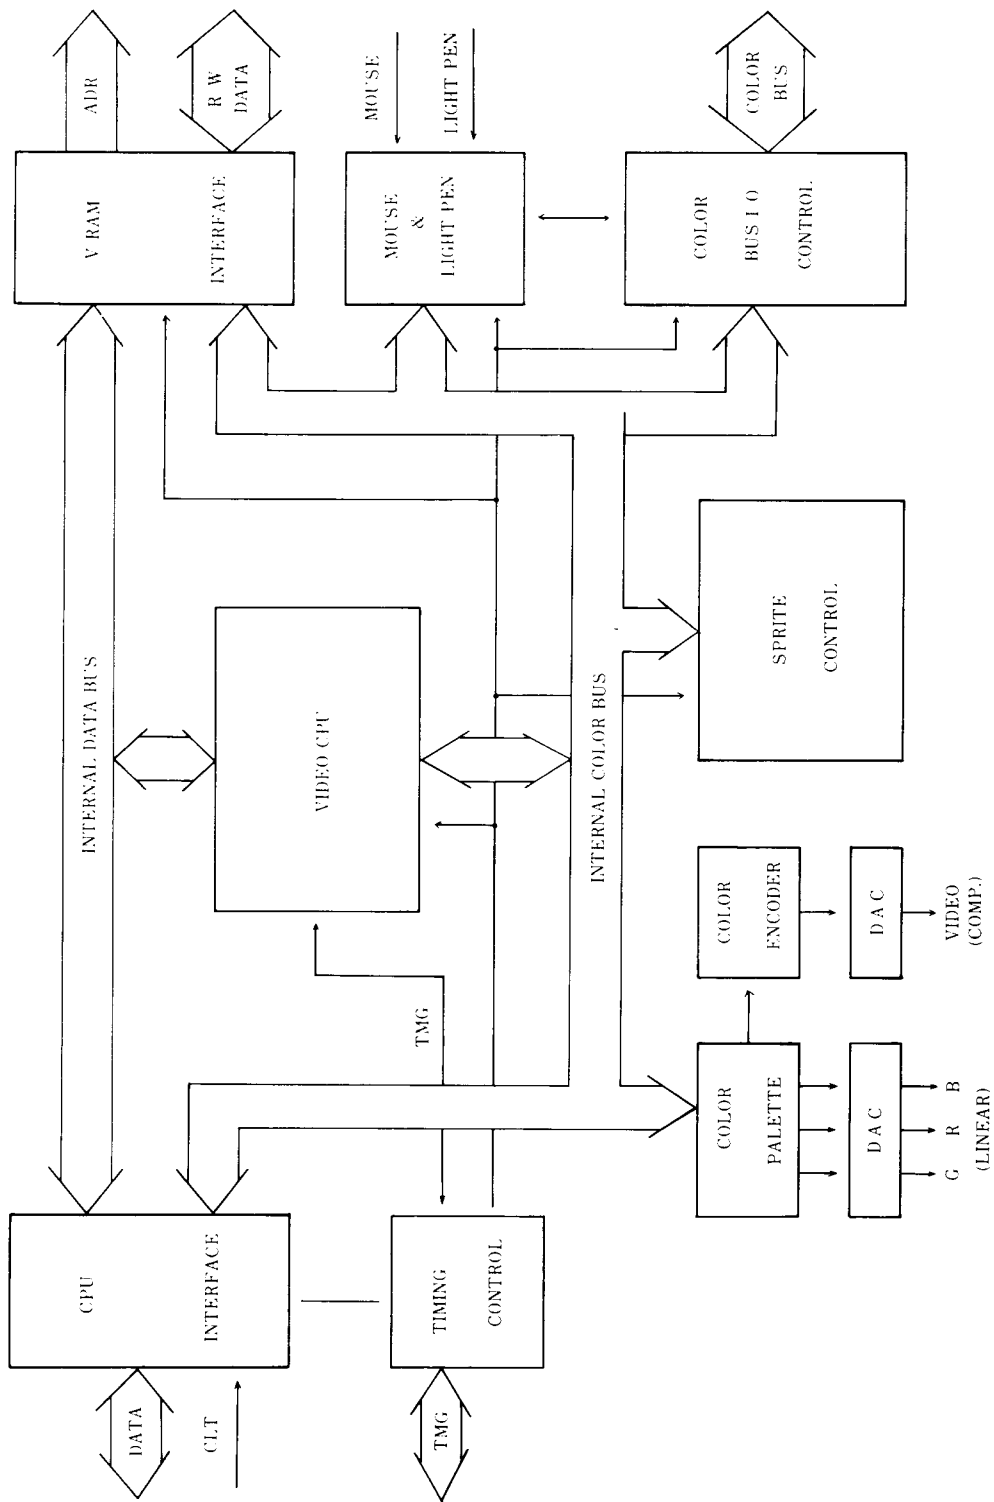 DATA
CLT
TMG
CPU
INTERFACE
TIMING
CONTROL
INTERNAL DATA BUS
TMG
VIDEO CPU
INTERNAL COLOR BUS
V RAM
INTERFACE
ADR
R W
DATA
MOUSE
&
LIGHT PEN
MOUSE
LIGHT PEN
COLOR
BUS I O
CONTROL
COLOR
BUS
SPRITE
CONTROL
COLOR
PALETTE
COLOR
ENCODER
D A C
D A C
G R B
(LINEAR)
VIDEO
(COMP.)